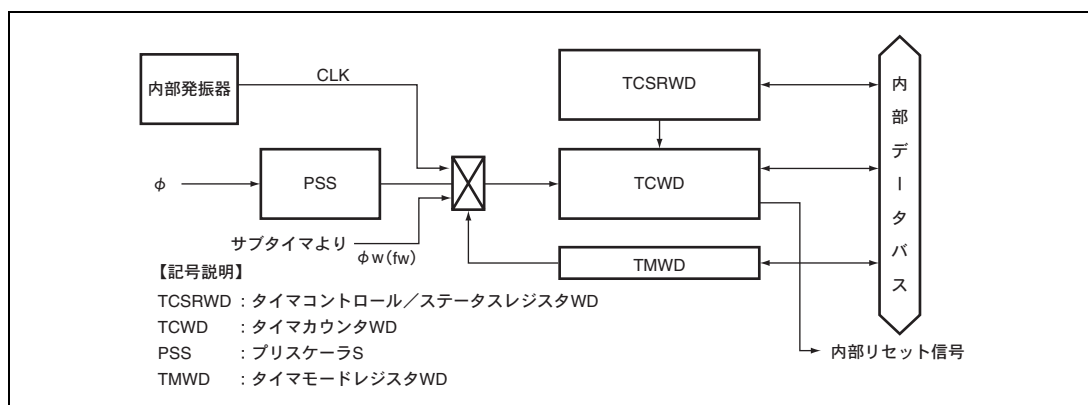 内部発振器
CLK
φ
PSS
サブタイマより
φw(fw)
TCSRWD
TCWD
TMWD
内部データバス
内部リセット信号
【記号説明】
TCSRWD：タイマコントロール／ステータスレジスタWD
TCWD ：タイマカウンタWD
PSS ：プリスケーラS
TMWD ：タイマモードレジスタWD